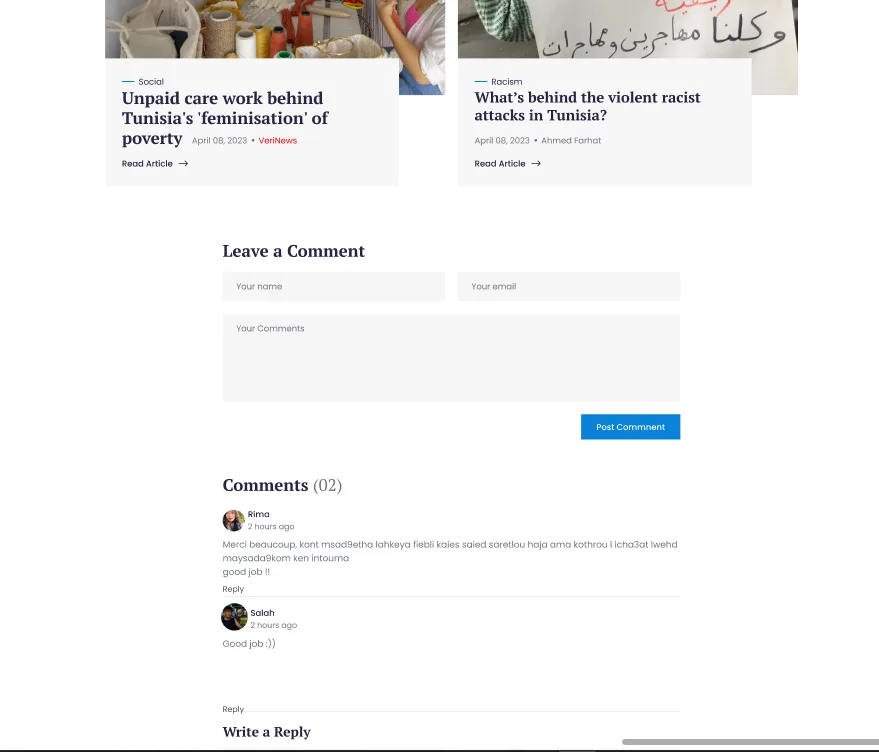 وكلنا مهاجرين ومهاجرات
Social
Unpaid care work behind
Tunisia's 'feminisation' of
poverty April 08, 2023 • VeriNews
Read Article →
Racism
What’s behind the violent racist
attacks in Tunisia?
April 08, 2023 • Ahmed Farhat
Read Article →
Leave a Comment
Your name
Your email
Your Comments
Post Commnent
Comments (02)
Rima
2 hours ago
Merci beaucoup, kont msad9etha lahkeya fiebli kaies saied saretlou haja ama kothrou l icha3at lwehd
maysada9kom ken intouma
good job !!
Reply
Salah
2 hours ago
Good job :))
Reply
Write a Reply